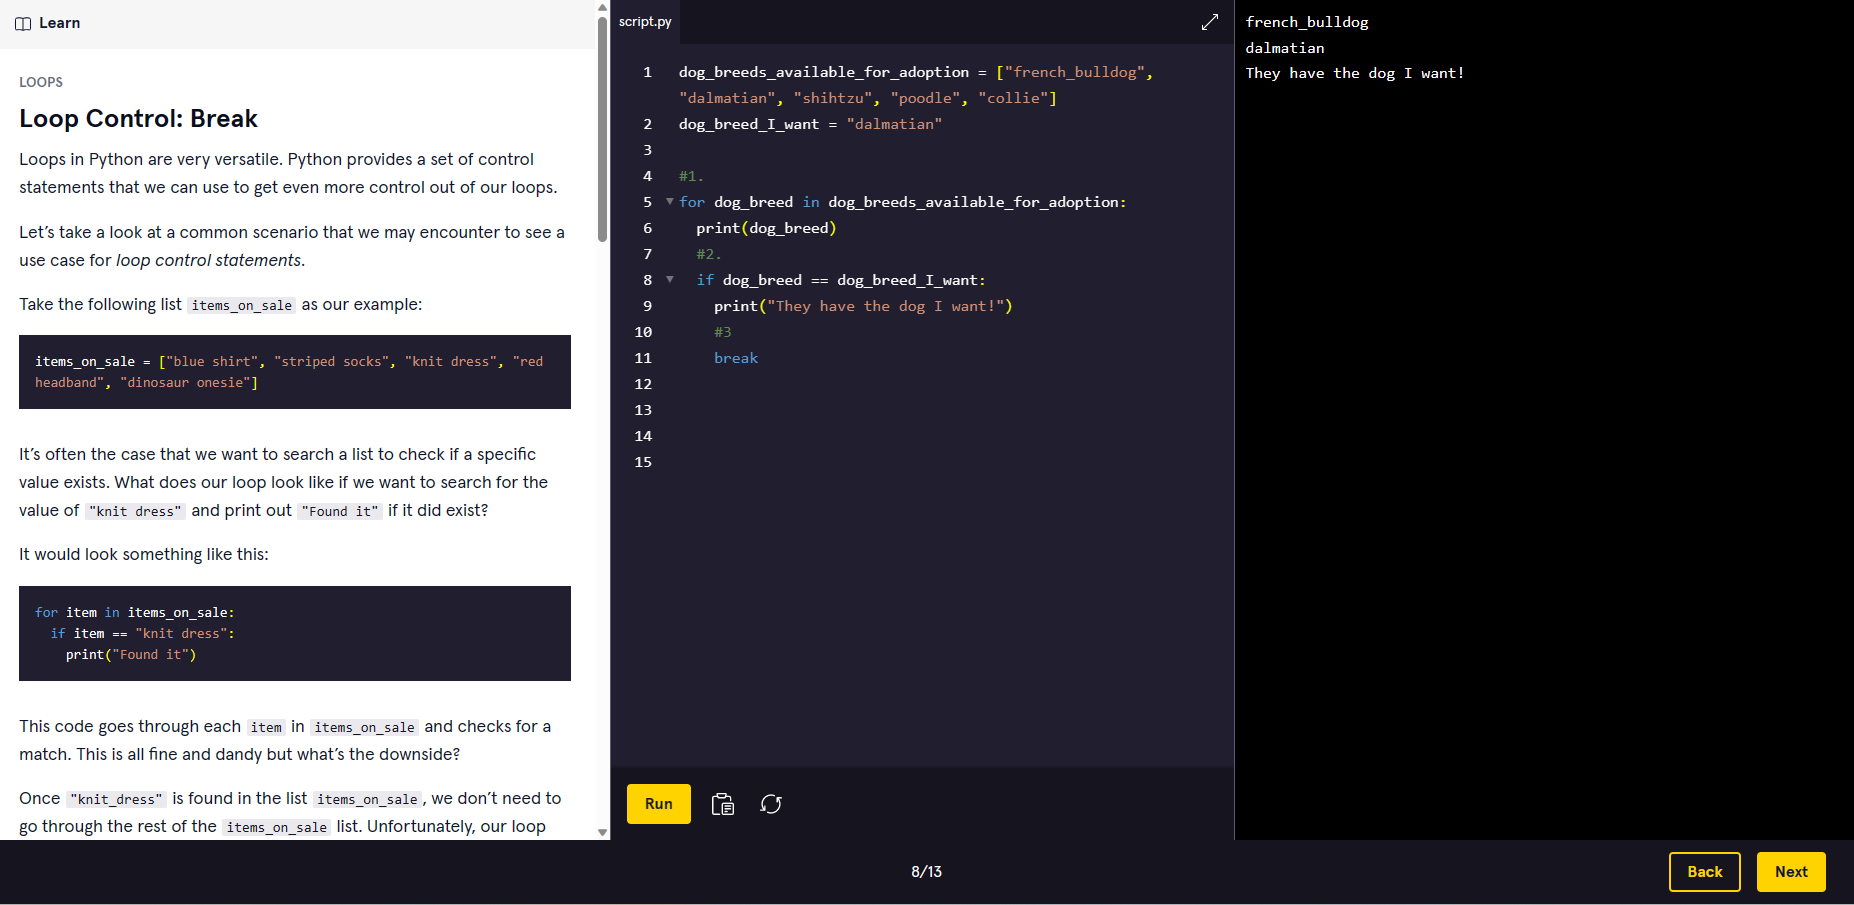 Learn
LOOPS
Loop Control: Break
Loops in Python are very versatile. Python provides a set of control
statements that we can use to get even more control out of our loops.
Let’s take a look at a common scenario that we may encounter to see a
use case for loop control statements.
Take the following list items_on_sale as our example:
items_on_sale = ["blue shirt", "striped socks", "knit dress", "red
headband", "dinosaur onesie"]
It’s often the case that we want to search a list to check if a specific
value exists. What does our loop look like if we want to search for the
value of "knit dress" and print out "Found it" if it did exist?
It would look something like this:
for item in items_on_sale:
  if item == "knit dress":
    print("Found it")
This code goes through each item in items_on_sale and checks for a
match. This is all fine and dandy but what’s the downside?
Once "knit_dress" is found in the list items_on_sale, we don’t need to
go through the rest of the items_on_sale list. Unfortunately, our loop
script.py
1 dog_breeds_available_for_adoption = ["french_bulldog",
"dalmatian", "shihtzu", "poodle", "collie"]
2 dog_breed_I_want = "dalmatian"
3
4 #1.
5 for dog_breed in dog_breeds_available_for_adoption:
6   print(dog_breed)
7   #2.
8   if dog_breed == dog_breed_I_want:
9     print("They have the dog I want!")
10     #3
11     break
12
13
14
15
Run
french_bulldog
dalmatian
They have the dog I want!
8/13
Back
Next